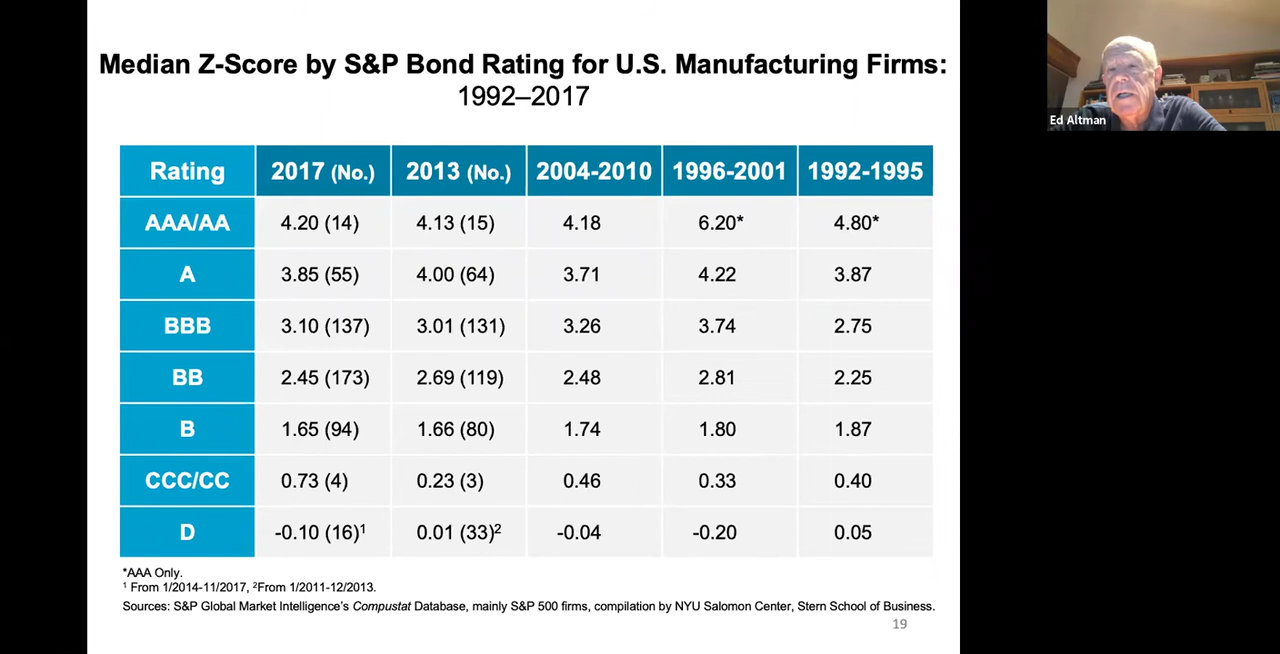 Median Z-Score by S&P Bond Rating for U.S. Manufacturing Firms:
1992–2017
Ed Altman
Rating 2017 (No.) 2013 (No.) 2004-2010 1996-2001 1992-1995
AAA/AA 4.20 (14) 4.13 (15) 4.18 6.20* 4.80*
A 3.85 (55) 4.00 (64) 3.71 4.22 3.87
BBB 3.10 (137) 3.01 (131) 3.26 3.74 2.75
BB 2.45 (173) 2.69 (119) 2.48 2.81 2.25
B 1.65 (94) 1.66 (80) 1.74 1.80 1.87
CCC/CC 0.73 (4) 0.23 (3) 0.46 0.33 0.40
D -0.10 (16)¹ 0.01 (33)² -0.04 -0.20 0.05
*AAA Only.
¹ From 1/2014-11/2017, ²From 1/2011-12/2013.
Sources: S&P Global Market Intelligence's Compustat Database, mainly S&P 500 firms, compilation by NYU Salomon Center, Stern School of Business.
19